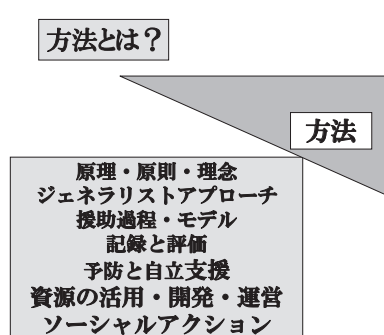 方法とは？
方法
原理・原則・理念
ジェネラリストアプローチ
援助過程・モデル
記録と評価
予防と自立支援
資源の活用・開発・運営
ソーシャルアクション